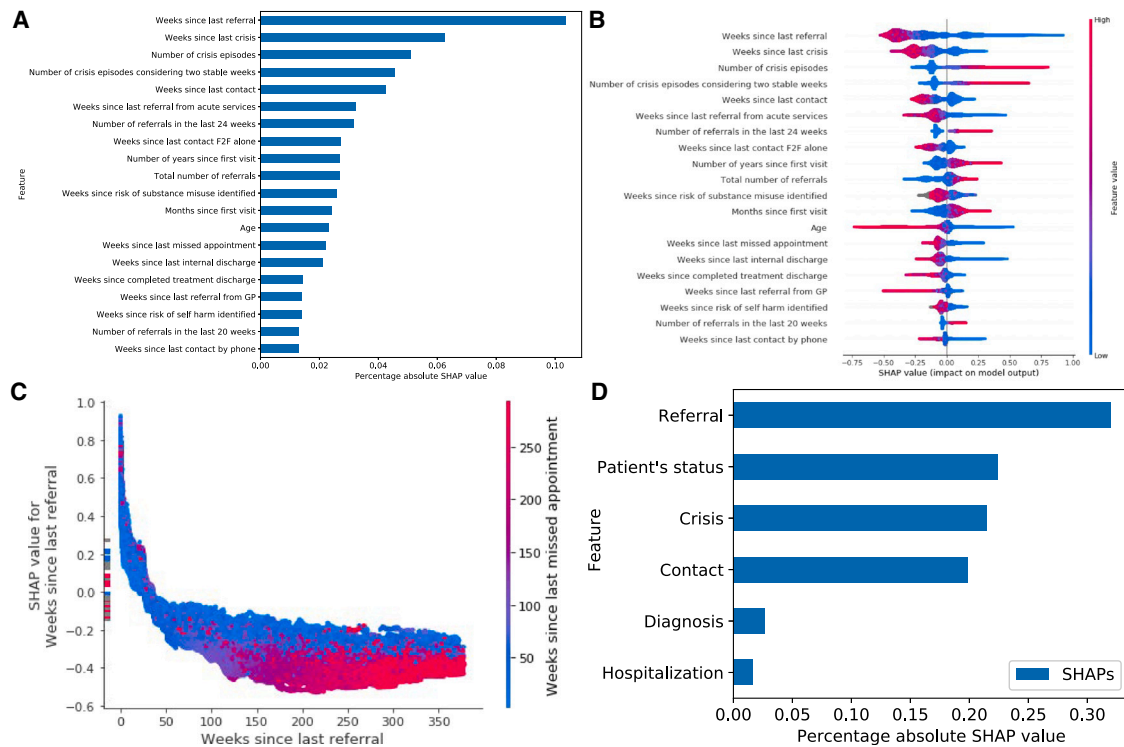 A
Weeks since last referral
Weeks since last crisis
Number of crisis episodes
Number of crisis episodes considering two stable weeks
Weeks since last contact
Weeks since last referral from acute services
Number of referrals in the last 24 weeks
Weeks since last contact F2F alone
Number of years since first visit
Total number of referrals
Weeks since risk of substance misuse identified
Months since first visit
Age
Weeks since last missed appointment
Weeks since last internal discharge
Weeks since completed treatment discharge
Weeks since last referral from GP
Weeks since risk of self harm identified
Number of referrals in the last 20 weeks
Weeks since last contact by phone
Feature
0.00 0.02 0.04 0.06 0.08 0.10
Percentage absolute SHAP value
B
Weeks since last referral
Weeks since last crisis
Number of crisis episodes
Number of crisis episodes considering two stable weeks
Weeks since last contact
Weeks since last referral from acute services
Number of referrals in the last 24 weeks
Weeks since last contact F2F alone
Number of years since first visit
Total number of referrals
Weeks since risk of substance misuse identified
Months since first visit
Age
Weeks since last missed appointment
Weeks since last internal discharge
Weeks since completed treatment discharge
Weeks since last referral from GP
Weeks since risk of self harm identified
Number of referrals in the last 20 weeks
Weeks since last contact by phone
−0.75 −0.50 −0.25 0.00 0.25 0.50 0.75 1.00
SHAP value (impact on model output)
High
Feature value
Low
C
1.0
0.8
0.6
0.4
0.2
0.0
−0.2
−0.4
−0.6
SHAP value for
Weeks since last referral
0 50 100 150 200 250 300 350
Weeks since last referral
250
200
150
100
50
Weeks since last missed appointment
D
Referral
Patient's status
Crisis
Contact
Diagnosis
Hospitalization
Feature
SHAPs
0.00 0.05 0.10 0.15 0.20 0.25 0.30
Percentage absolute SHAP value